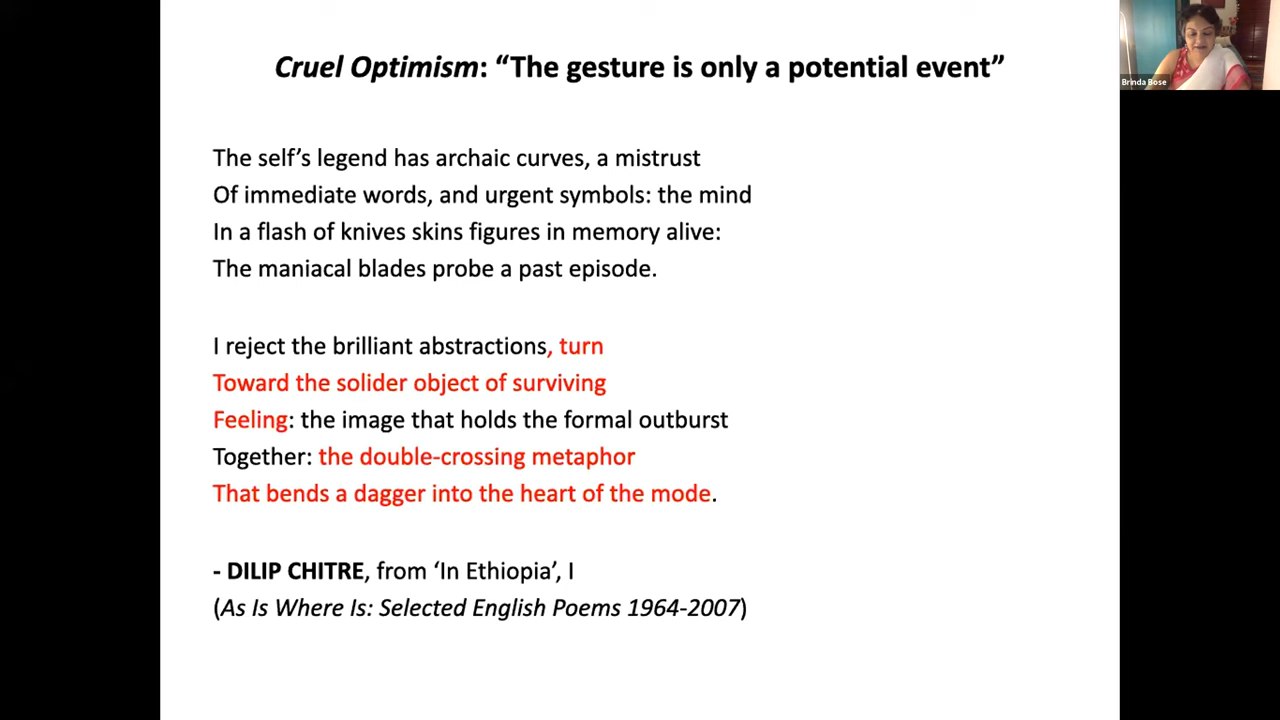 Cruel Optimism: “The gesture is only a potential event”
Brinda Bose
The self’s legend has archaic curves, a mistrust
Of immediate words, and urgent symbols: the mind
In a flash of knives skins figures in memory alive:
The maniacal blades probe a past episode.
I reject the brilliant abstractions, turn
Toward the solider object of surviving
Feeling: the image that holds the formal outburst
Together: the double-crossing metaphor
That bends a dagger into the heart of the mode.
- DILIP CHITRE, from ‘In Ethiopia’, I
(As Is Where Is: Selected English Poems 1964-2007)